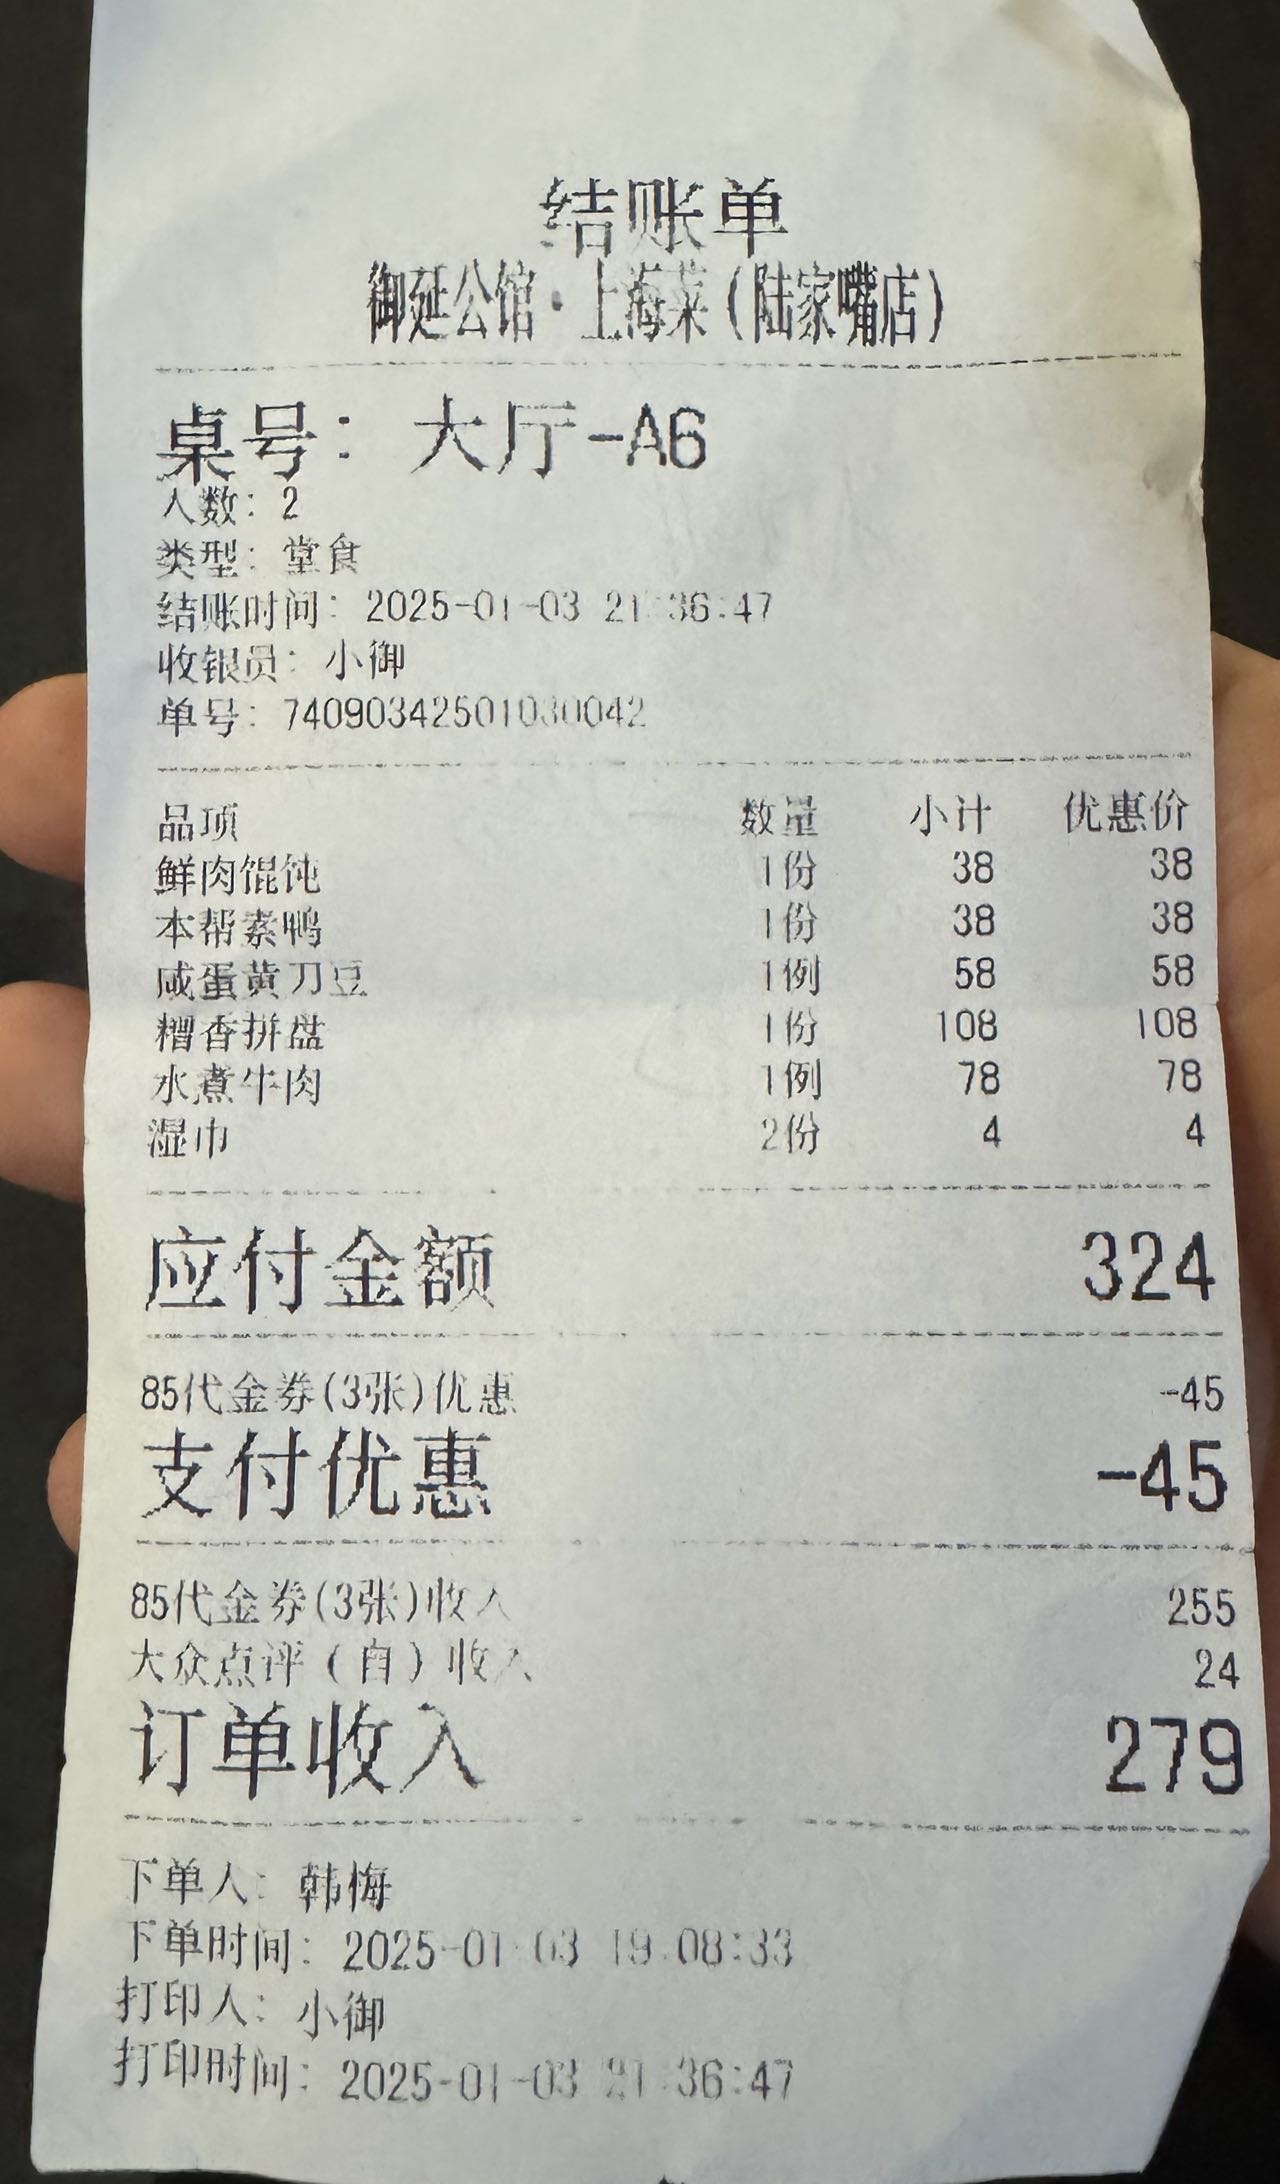 结账单
御延公馆·上海菜(陆家嘴店)
桌号: 大厅-A6
人数: 2
类型: 堂食
结账时间: 2025-01-03 21:36:47
收银员: 小御
单号: 74090342501030042
品项 数量 小计 优惠价
鲜肉馄饨 1份 38 38
本帮素鸭 1份 38 38
咸蛋黄刀豆 1例 58 58
糟香拼盘 1份 108 108
水煮牛肉 1例 78 78
湿巾 2份 4 4
应付金额 324
85代金券(3张)优惠 -45
支付优惠 -45
85代金券(3张)收入 255
大众点评(自)收入 24
订单收入 279
下单人: 韩梅
下单时间: 2025-01-03 19:08:33
打印人: 小御
打印时间: 2025-01-03 21:36:47